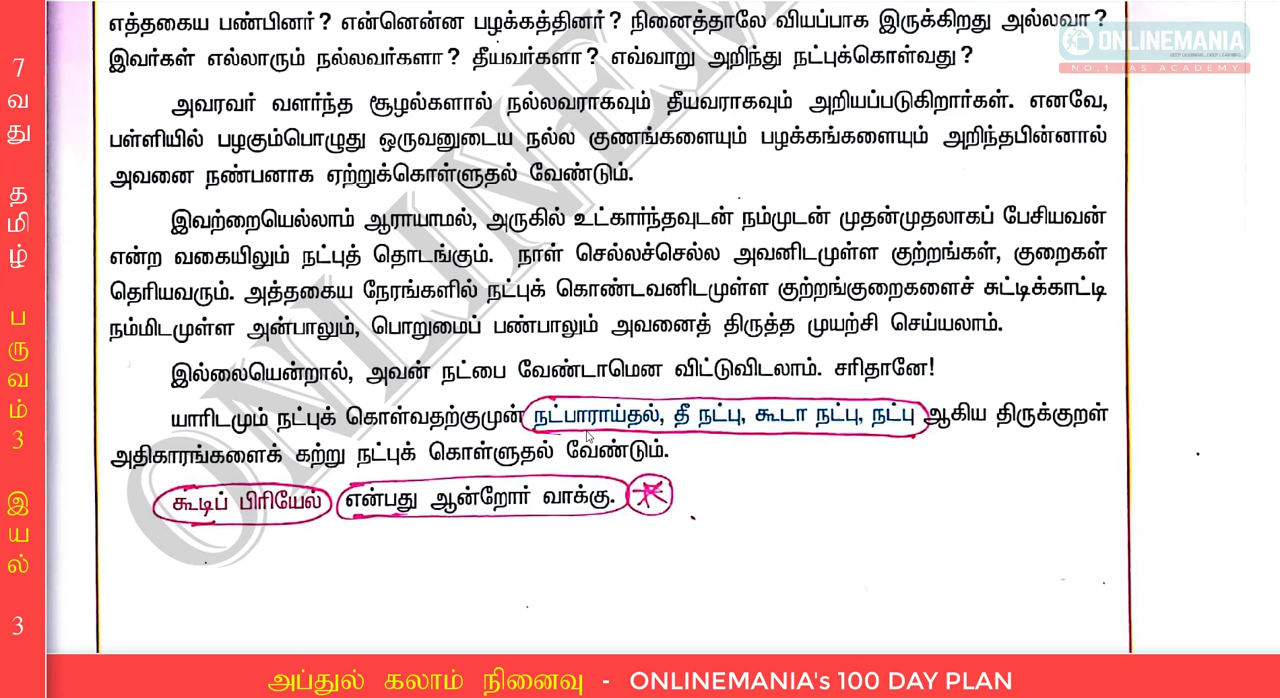 எத்தகைய பண்பினர்? என்னென்ன பழக்கத்தினர்? நினைத்தாலே வியப்பாக இருக்கிறது அல்லவா?
இவர்கள் எல்லாரும் நல்லவர்களா? தீயவர்களா? எவ்வாறு அறிந்து நட்புக்கொள்வது?
ONLINEMANIA
KEEP LEARNING...DEEP LEARNING...
NO.1 IAS ACADEMY
அவரவர் வளர்ந்த சூழல்களால் நல்லவராகவும் தீயவராகவும் அறியப்படுகிறார்கள். எனவே,
பள்ளியில் பழகும்பொழுது ஒருவனுடைய நல்ல குணங்களையும் பழக்கங்களையும் அறிந்தபின்னால்
அவனை நண்பனாக ஏற்றுக்கொள்ளுதல் வேண்டும்.
இவற்றையெல்லாம் ஆராயாமல், அருகில் உட்கார்ந்தவுடன் நம்முடன் முதன்முதலாகப் பேசியவன்
என்ற வகையிலும் நட்புத் தொடங்கும். நாள் செல்லச்செல்ல அவனிடமுள்ள குற்றங்கள், குறைகள்
தெரியவரும். அத்தகைய நேரங்களில் நட்புக் கொண்டவனிடமுள்ள குற்றங்குறைகளைச் சுட்டிக்காட்டி
நம்மிடமுள்ள அன்பாலும், பொறுமைப் பண்பாலும் அவனைத் திருத்த முயற்சி செய்யலாம்.
இல்லையென்றால், அவன் நட்பை வேண்டாமென விட்டுவிடலாம். சரிதானே!
யாரிடமும் நட்புக் கொள்வதற்குமுன் நட்பாராய்தல், தீ நட்பு, கூடா நட்பு, நட்பு ஆகிய திருக்குறள்
அதிகாரங்களைக் கற்று நட்புக் கொள்ளுதல் வேண்டும்.
கூடிப் பிரியேல் என்பது ஆன்றோர் வாக்கு.
7வது தமிழ் பருவம் 3 இயல் 3
அப்துல் கலாம் நினைவு - ONLINEMANIA's 100 DAY PLAN